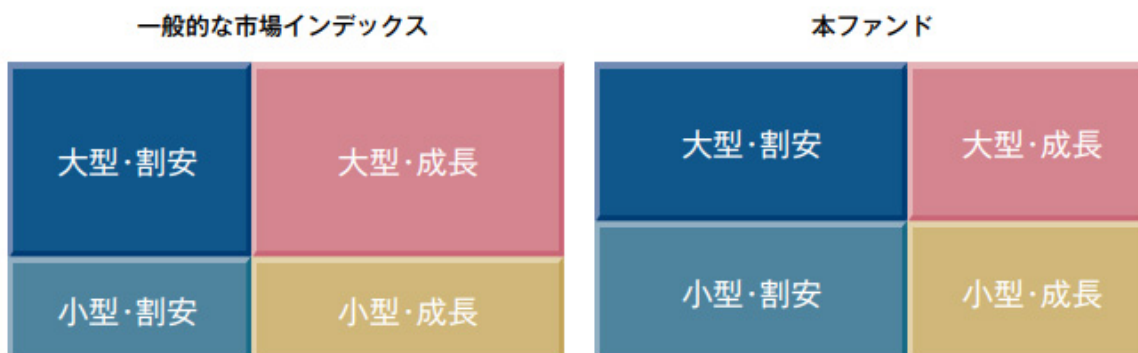 一般的な市場インデックス
本ファンド
大型·割安
大型·成長
小型·割安
小型·成長
大型·割安
大型·成長
小型·割安
小型·成長